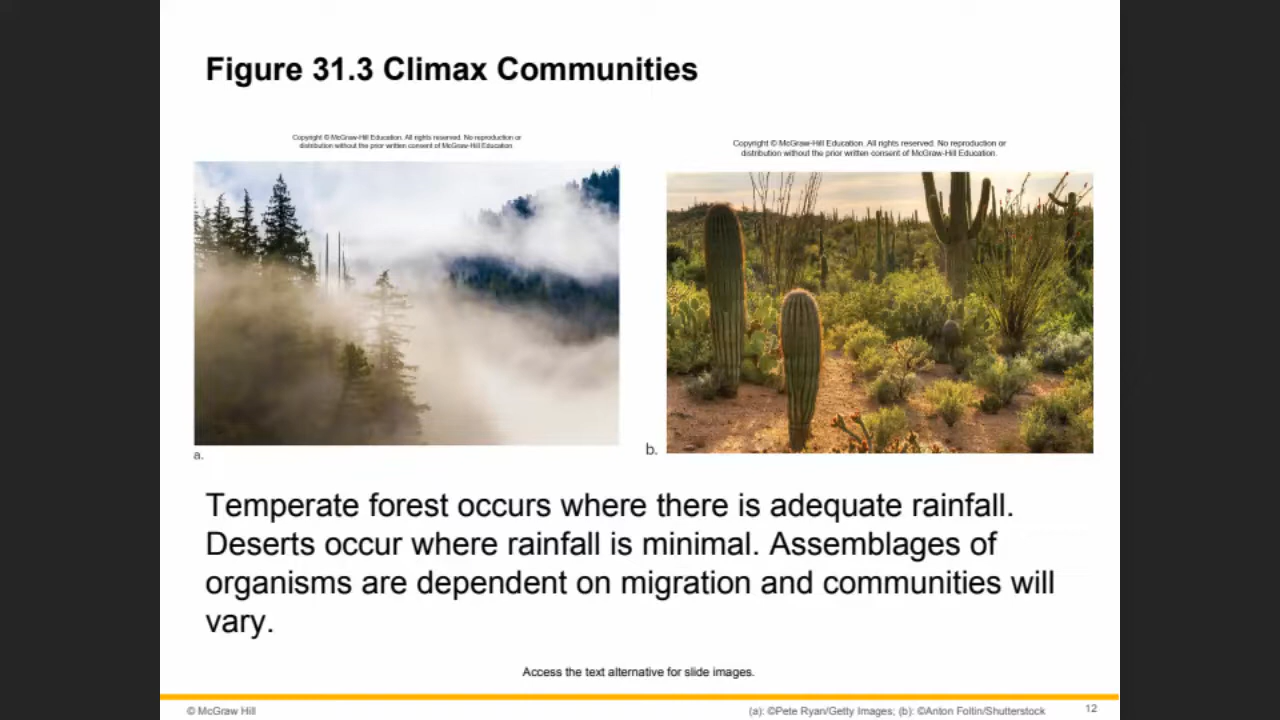 Figure 31.3 Climax Communities
Copyright © McGraw-Hill Education. All rights reserved. No reproduction or
distribution without the prior written consent of McGraw-Hill Education.
Copyright © McGraw-Hill Education. All rights reserved. No reproduction or
distribution without the prior written consent of McGraw-Hill Education.
a.
b.
Temperate forest occurs where there is adequate rainfall.
Deserts occur where rainfall is minimal. Assemblages of
organisms are dependent on migration and communities will
vary.
Access the text alternative for slide images.
© McGraw Hill
(a): ©Pete Ryan/Getty Images; (b): ©Anton Foltin/Shutterstock
12